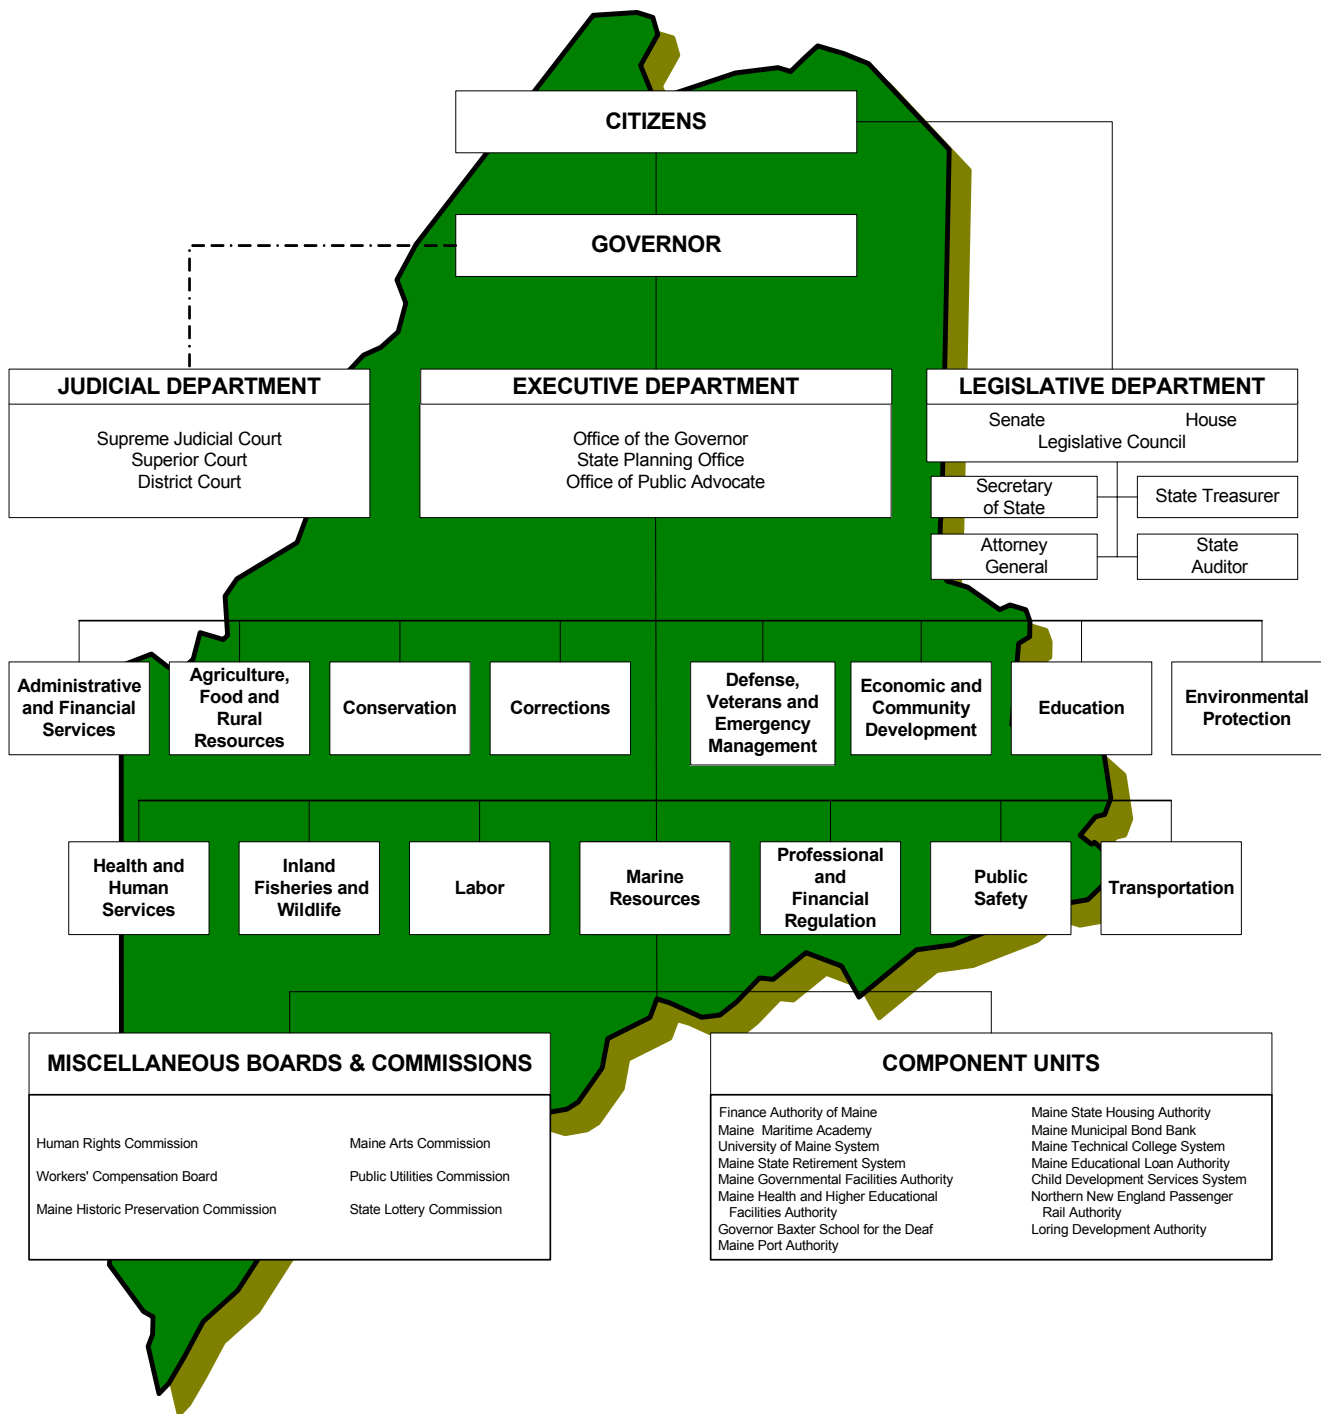 CITIZENS
GOVERNOR
JUDICIAL DEPARTMENT
Supreme Judicial Court
Superior Court
District Court
EXECUTIVE DEPARTMENT
Office of the Governor
State Planning Office
Office of Public Advocate
LEGISLATIVE DEPARTMENT
Senate House
Legislative Council
Secretary
of State
State Treasurer
Attorney
General
State
Auditor
Administrative
and Financial
Services
Agriculture,
Food and
Rural
Resources
Conservation
Corrections
Defense,
Veterans and
Emergency
Management
Economic and
Community
Development
Education
Environmental
Protection
Health and
Human
Services
Inland
Fisheries and
Wildlife
Labor
Marine
Resources
Professional
and
Financial
Regulation
Public
Safety
Transportation
MISCELLANEOUS BOARDS & COMMISSIONS
Human Rights Commission
Workers' Compensation Board
Maine Historic Preservation Commission
Maine Arts Commission
Public Utilities Commission
State Lottery Commission
COMPONENT UNITS
Finance Authority of Maine
Maine Maritime Academy
University of Maine System
Maine State Retirement System
Maine Governmental Facilities Authority
Maine Health and Higher Educational
Facilities Authority
Governor Baxter School for the Deaf
Maine Port Authority
Maine State Housing Authority
Maine Municipal Bond Bank
Maine Technical College System
Maine Educational Loan Authority
Child Development Services System
Northern New England Passenger
Rail Authority
Loring Development Authority